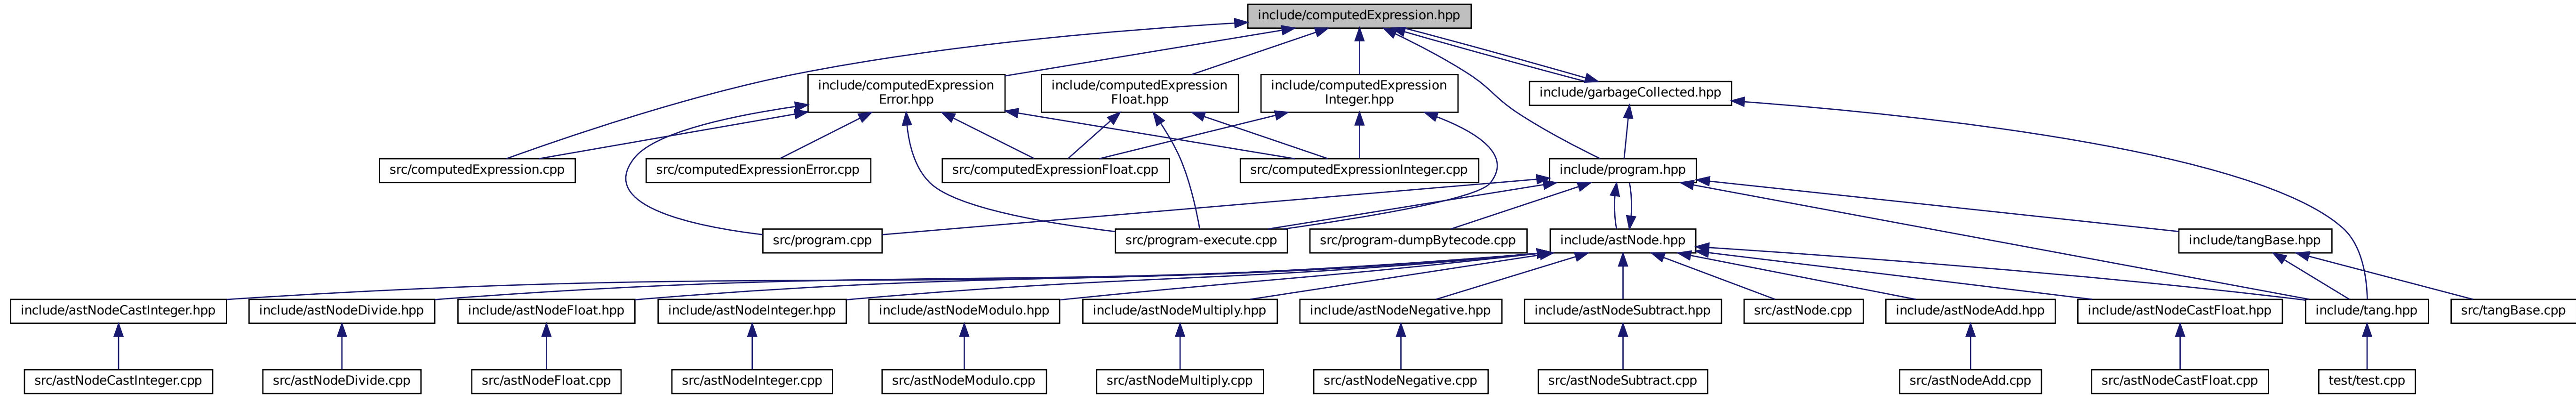 include/computedExpression.hpp
include/computedExpression
Error.hpp
include/computedExpression
Float.hpp
include/computedExpression
Integer.hpp
include/garbageCollected.hpp
src/computedExpression.cpp
src/computedExpressionError.cpp
src/computedExpressionFloat.cpp
src/computedExpressionInteger.cpp
include/program.hpp
src/program.cpp
src/program-execute.cpp
src/program-dumpBytecode.cpp
include/astNode.hpp
include/tangBase.hpp
include/astNodeCastInteger.hpp
include/astNodeDivide.hpp
include/astNodeFloat.hpp
include/astNodeInteger.hpp
include/astNodeModulo.hpp
include/astNodeMultiply.hpp
include/astNodeNegative.hpp
include/astNodeSubtract.hpp
src/astNode.cpp
include/astNodeAdd.hpp
include/astNodeCastFloat.hpp
include/tang.hpp
src/tangBase.cpp
src/astNodeCastInteger.cpp
src/astNodeDivide.cpp
src/astNodeFloat.cpp
src/astNodeInteger.cpp
src/astNodeModulo.cpp
src/astNodeMultiply.cpp
src/astNodeNegative.cpp
src/astNodeSubtract.cpp
src/astNodeAdd.cpp
src/astNodeCastFloat.cpp
test/test.cpp